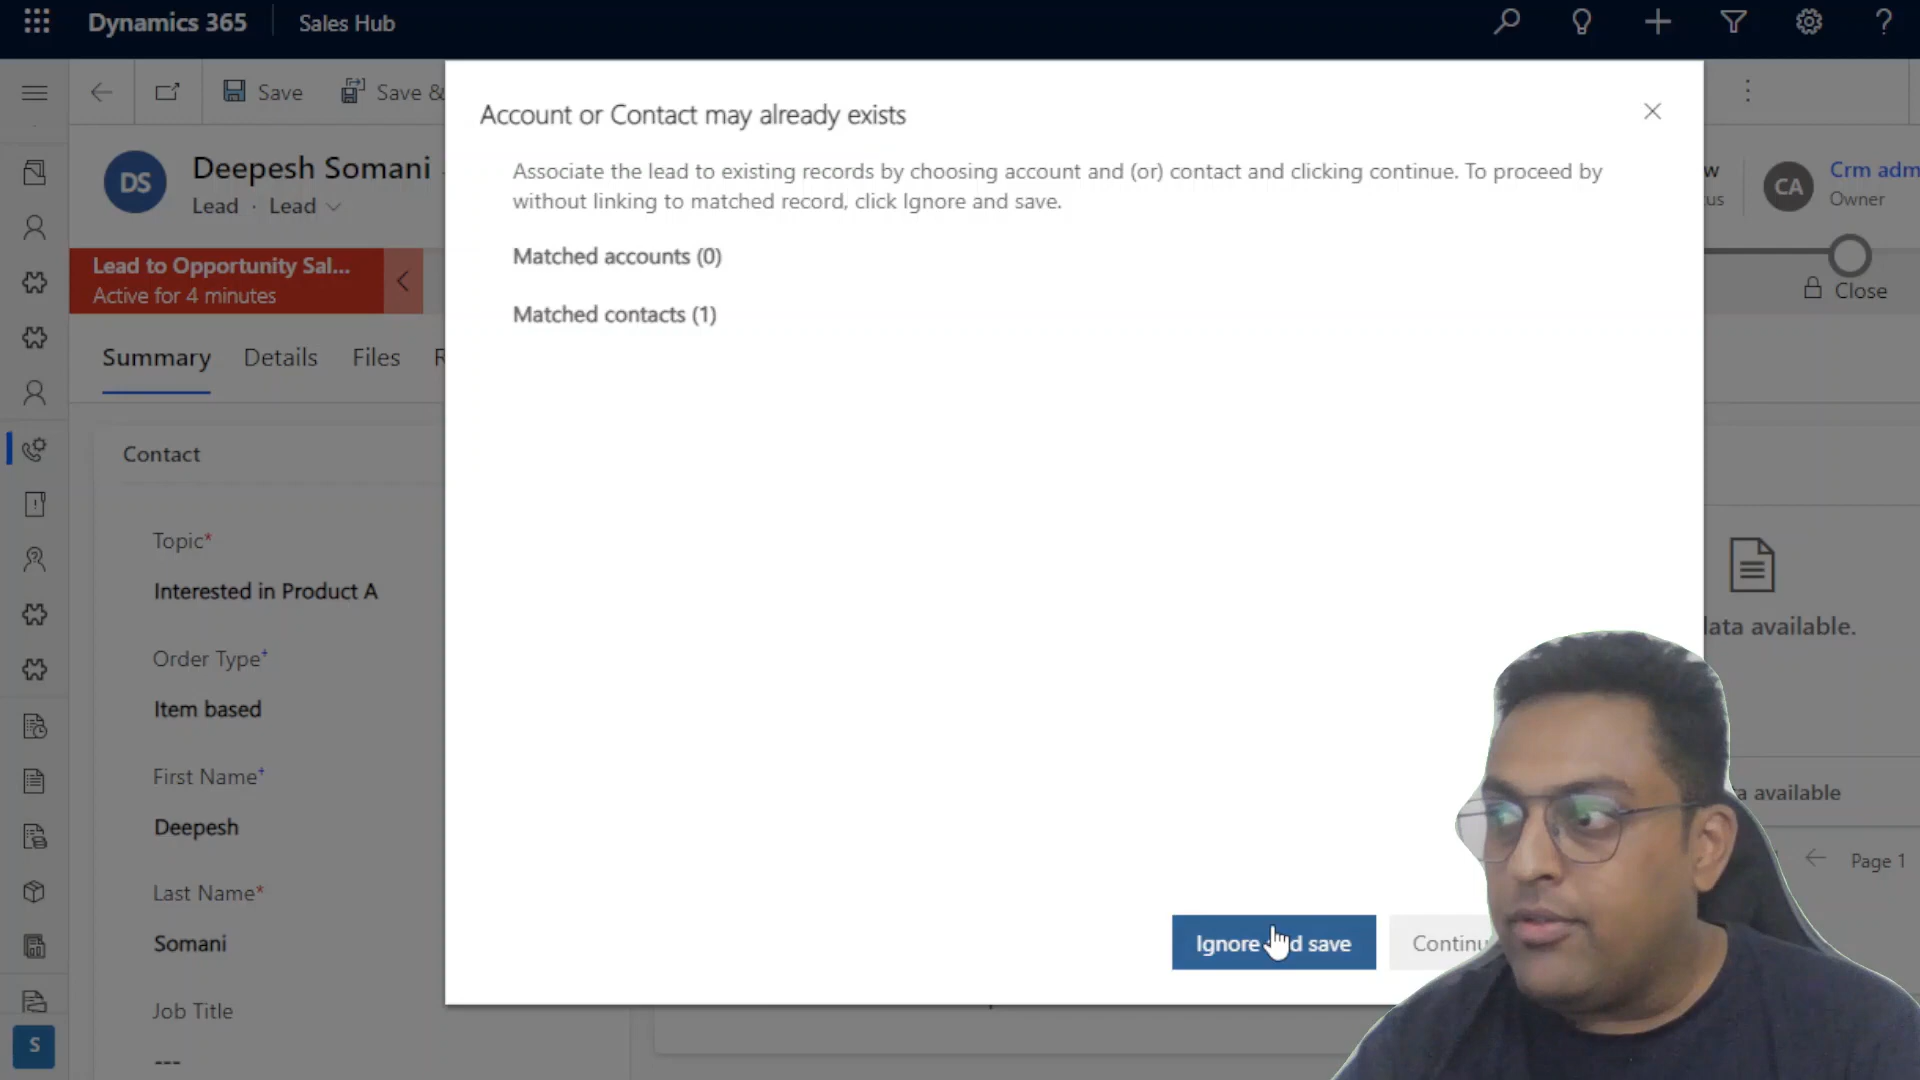 Dynamics 365
Sales Hub
?
Save
Save &
DS
Deepesh Somani
Lead · Lead
CA
Crm adm
Owner
Lead to Opportunity Sal...
Active for 4 minutes
Close
Summary
Details
Files
Account or Contact may already exists
Associate the lead to existing records by choosing account and (or) contact and clicking continue. To proceed by
without linking to matched record, click Ignore and save.
Matched accounts (0)
Matched contacts (1)
Contact
Topic*
Interested in Product A
Order Type+
Item based
First Name+
Deepesh
Last Name*
Somani
Job Title
---
available.
available
Page 1
Ignore save
S